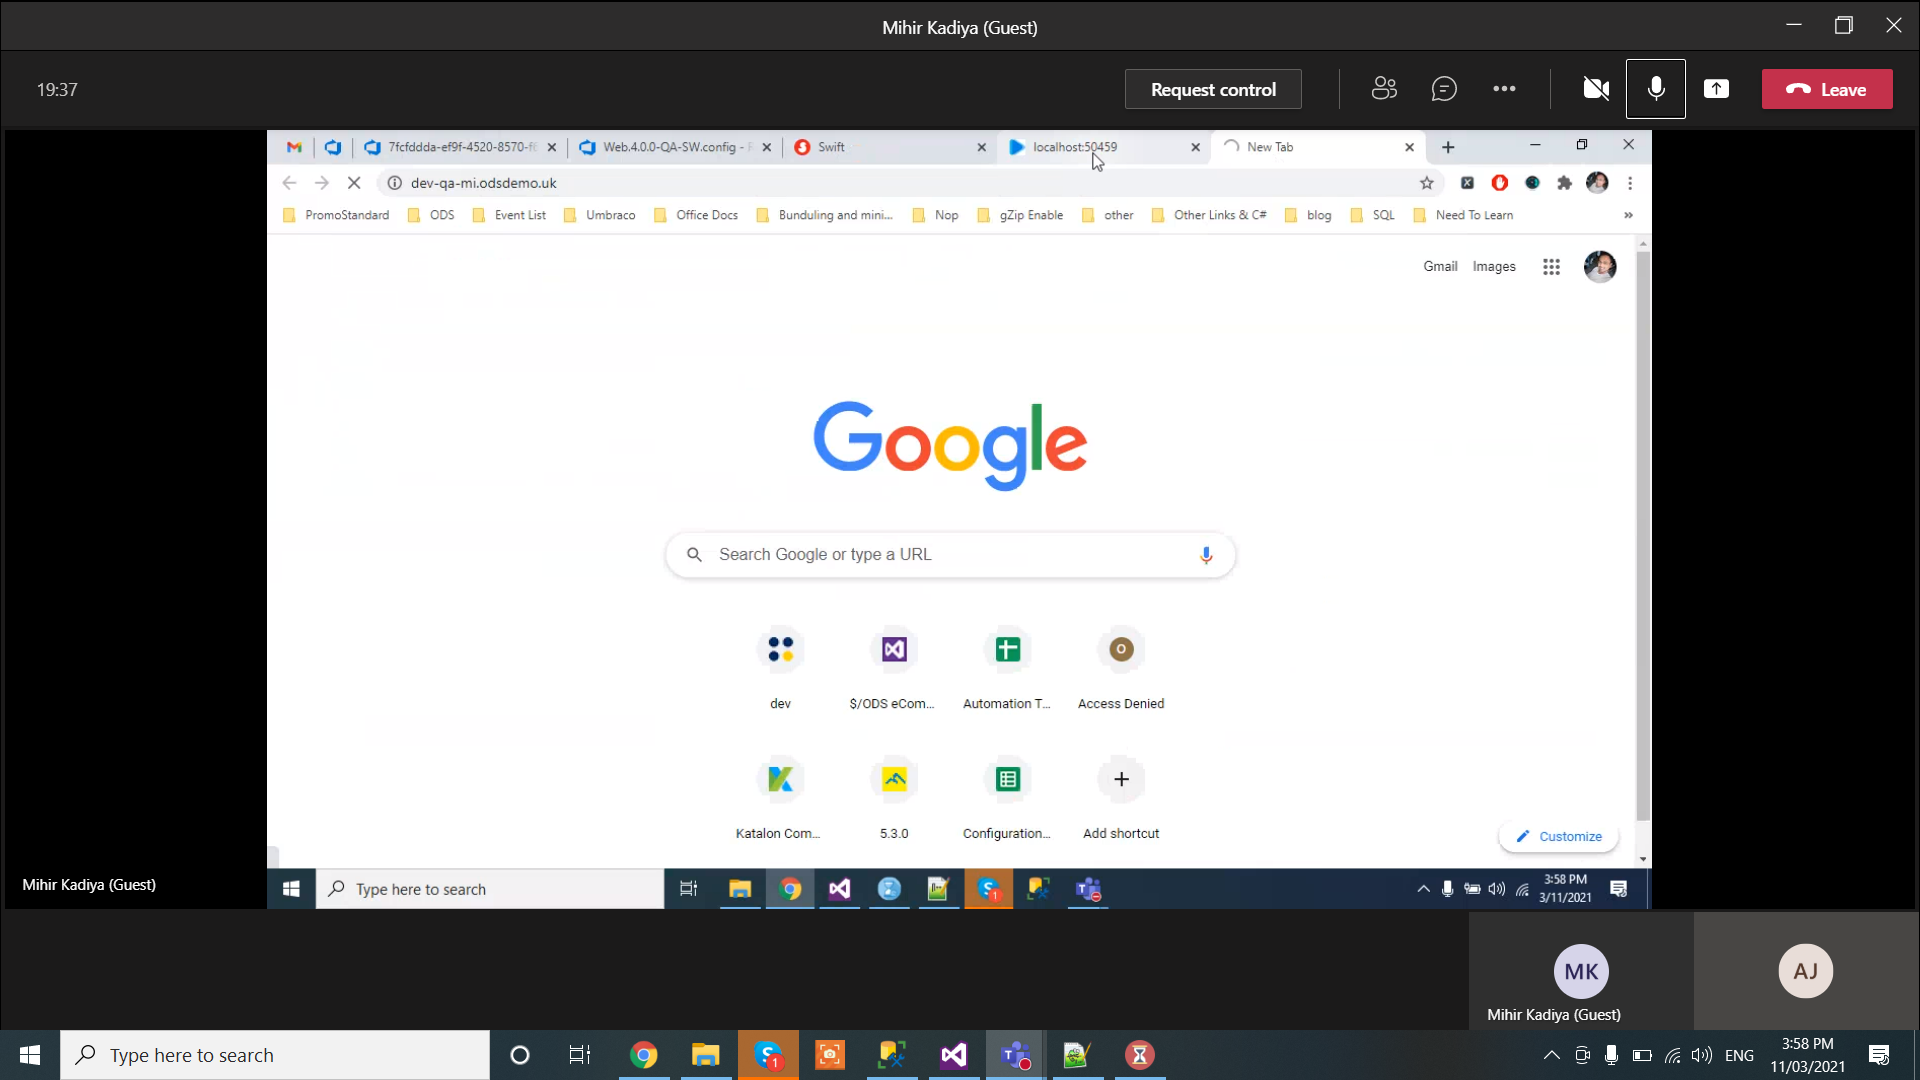 Mihir Kadiya (Guest)
19:37
Request control
Leave
7fcfddda-ef9f-4520-8570-f
Web.4.0.0-QA-SW.config -
Swift
localhost:50459
New Tab
dev-qa-mi.odsdemo.uk
PromoStandard
ODS
Event List
Umbraco
Office Docs
Bunduling and mini...
Nop
gZip Enable
other
Other Links & C#
blog
SQL
Need To Learn
»
Gmail
Images
Google
Search Google or type a URL
dev
$/ODS eCom...
Automation T...
O
Access Denied
Katalon Com...
5.3.0
Configuration...
Add shortcut
Customize
Mihir Kadiya (Guest)
Type here to search
1
3:58 PM
3/11/2021
MK
Mihir Kadiya (Guest)
AJ
Type here to search
1
ENG
3:58 PM
11/03/2021